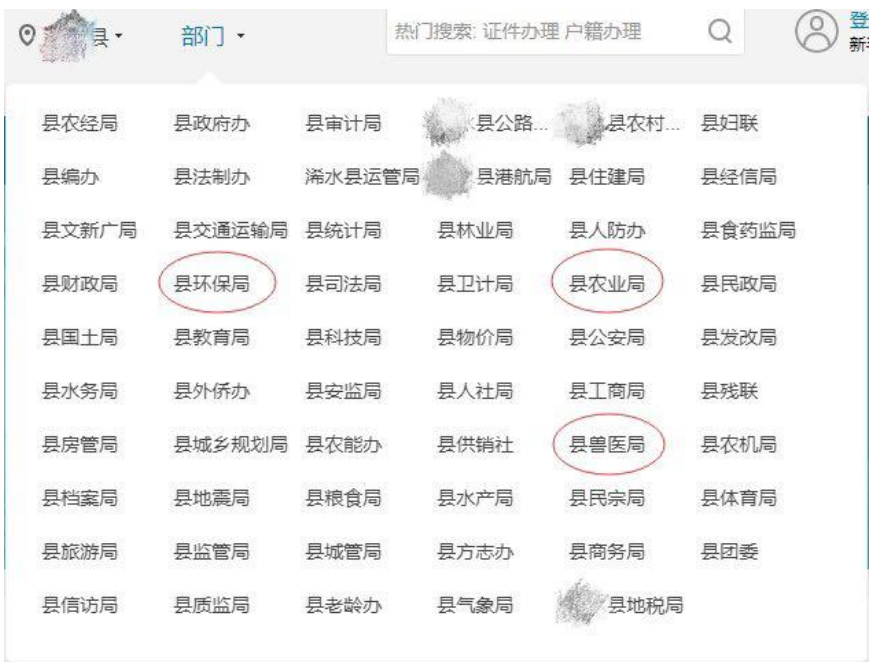 县 部门 热门搜索: 证件办理 户籍办理 登
新
县农经局 县政府办 县审计局 县公路... 县农村... 县妇联
县编办 县法制办 浠水县运管局 县港航局 县住建局 县经信局
县文新广局 县交通运输局 县统计局 县林业局 县人防办 县食药监局
县财政局 县环保局 县司法局 县卫计局 县农业局 县民政局
县国土局 县教育局 县科技局 县物价局 县公安局 县发改局
县水务局 县外侨办 县安监局 县人社局 县工商局 县残联
县房管局 县城乡规划局 县农能办 县供销社 县兽医局 县农机局
县档案局 县地震局 县粮食局 县水产局 县民宗局 县体育局
县旅游局 县监管局 县城管局 县方志办 县商务局 县团委
县信访局 县质监局 县老龄办 县气象局 县地税局